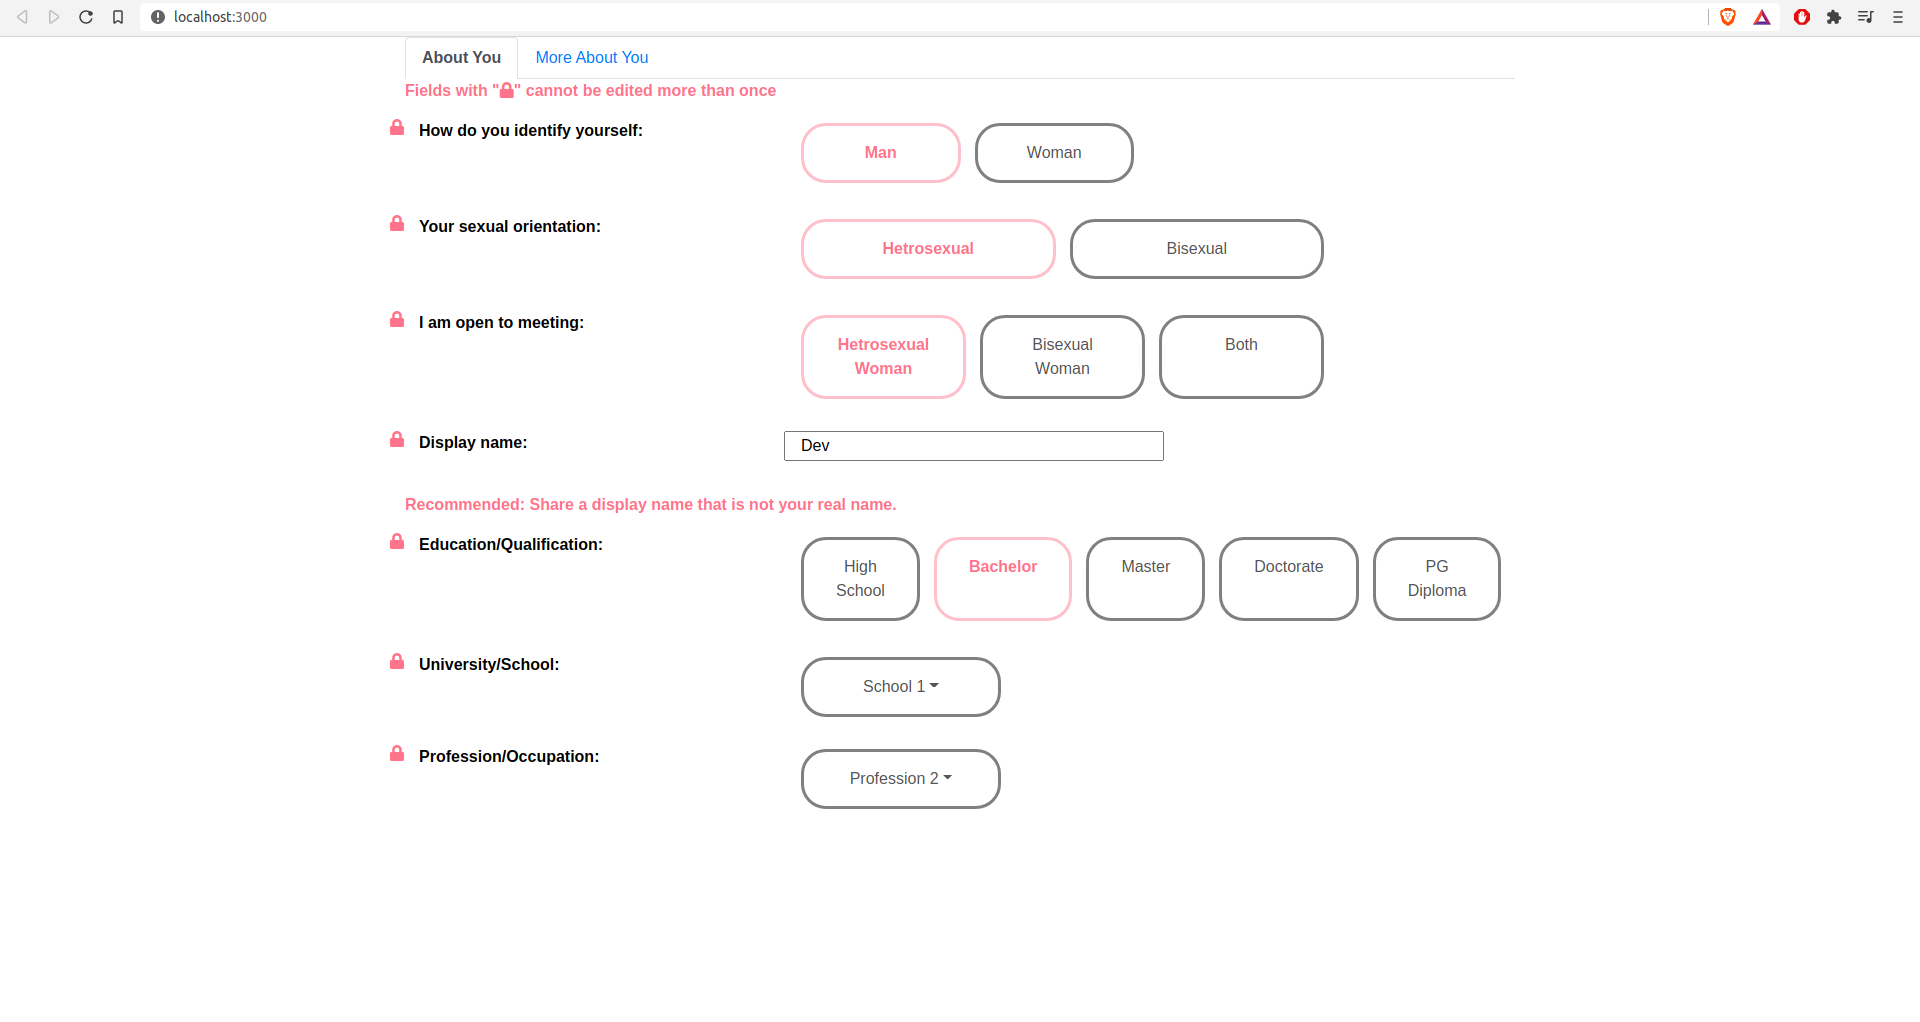 localhost:3000
About You More About You
Fields with "" cannot be edited more than once
How do you identify yourself: Man Woman
Your sexual orientation: Hetrosexual Bisexual
I am open to meeting: Hetrosexual Woman Bisexual Woman Both
Display name: Dev
Recommended: Share a display name that is not your real name.
Education/Qualification: High School Bachelor Master Doctorate PG Diploma
University/School: School 1
Profession/Occupation: Profession 2